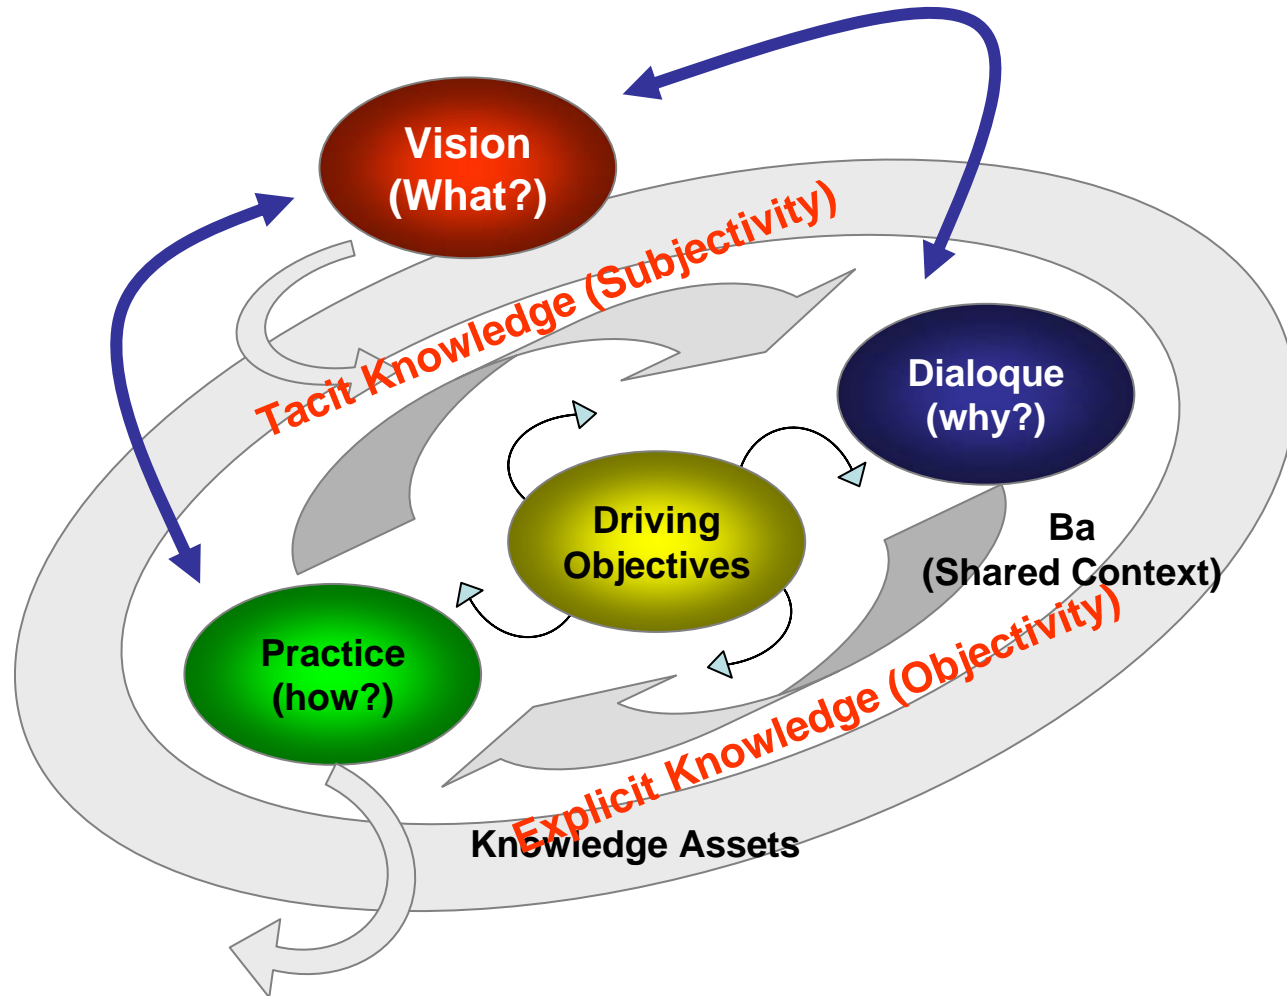 Vision
(What?)
Tacit Knowledge (Subjectivity)
Dialoque
(why?)
Driving
Objectives
Ba
(Shared Context)
Practice
(how?)
Explicit Knowledge (Objectivity)
Knowledge Assets